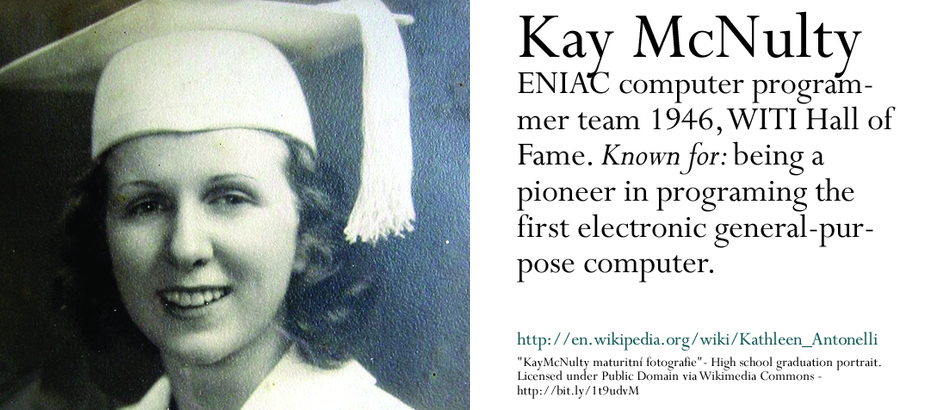 Kay McNulty
ENIAC computer program-
mer team 1946, WITI Hall of
Fame. Known for: being a
pioneer in programing the
first electronic general-pur-
pose computer.
http://en.wikipedia.org/wiki/Kathleen_Antonelli
"KayMcNulty maturitní fotografie" - High school graduation portrait.
Licensed under Public Domain via Wikimedia Commons -
http://bit.ly/1t9udvM